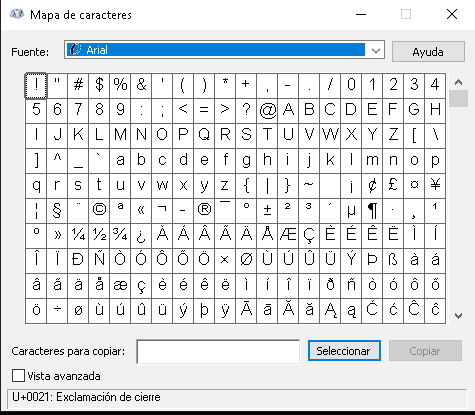 Mapa de caracteres
Fuente: Arial Ayuda
! " # $ % & ' ( ) * + , - . / 0 1 2 3 4
5 6 7 8 9 : ; < = > ? @ A B C D E F G H
I J K L M N O P Q R S T U V W X Y Z [ \
] ^ _ ` a b c d e f g h i j k l m n o p
q r s t u v w x y z { | } ~ ¡ ¢ £ ¤ ¥
¦ § ¨ © ª « ¬ - ® ¯ ° ± ² ³ ´ µ ¶ · ¸ ¹
º » ¼ ½ ¾ ¿ À Á Â Ã Ä Å Æ Ç È É Ê Ë Ì Í
Î Ï Ð Ñ Ò Ó Ô Õ Ö × Ø Ù Ú Û Ü Ý Þ ß à á
â ã ä å æ ç è é ê ë ì í î ï ð ñ ò ó ô õ
ö ÷ ø ù ú û ü ý þ ÿ Ā ā Ă ă Ą ą Ć ć Ĉ ĉ
Caracteres para copiar: Seleccionar Copiar
Vista avanzada
U+0021: Exclamación de cierre